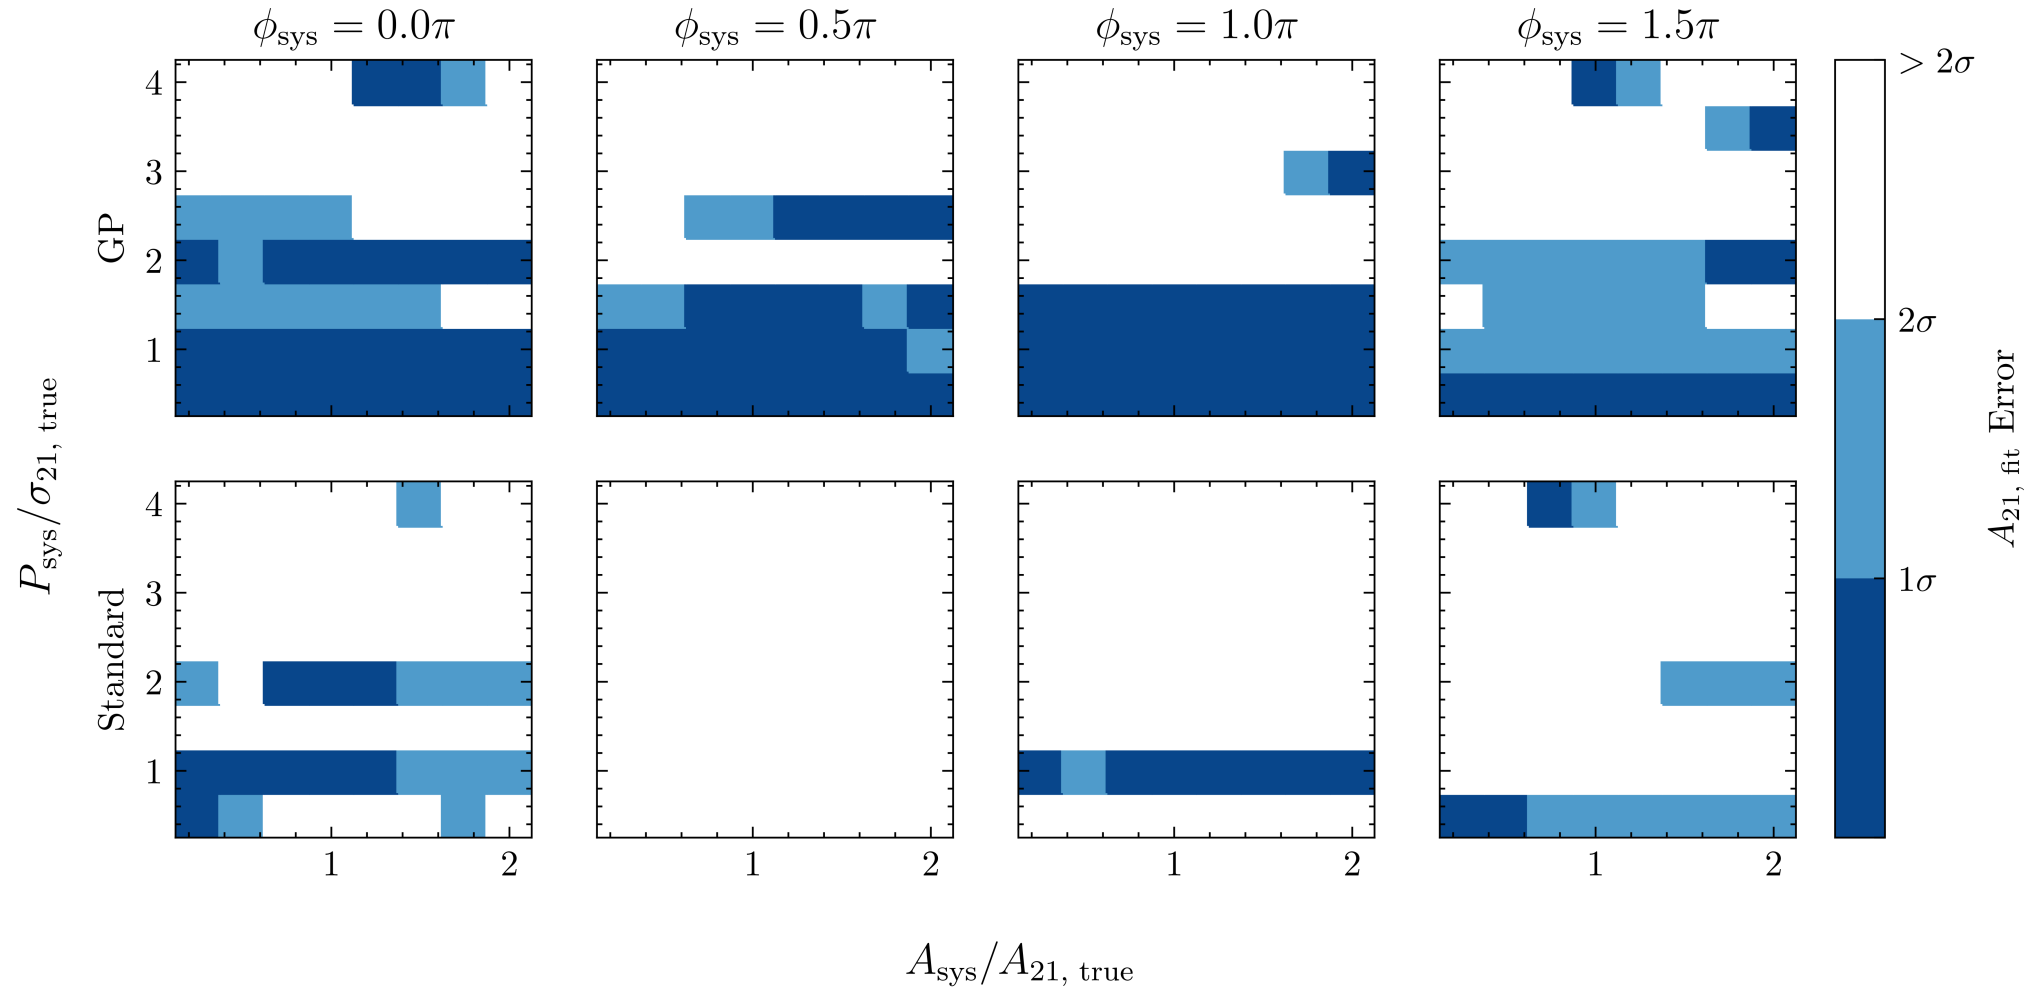 ϕsys = 0.0π ϕsys = 0.5π ϕsys = 1.0π ϕsys = 1.5π
4
3
2
1
GP
4
3
2
1
Standard
Psys/σ21, true
1 2 1 2 1 2 1 2
Asys/A21, true
> 2σ
2σ
1σ
A21, fit Error